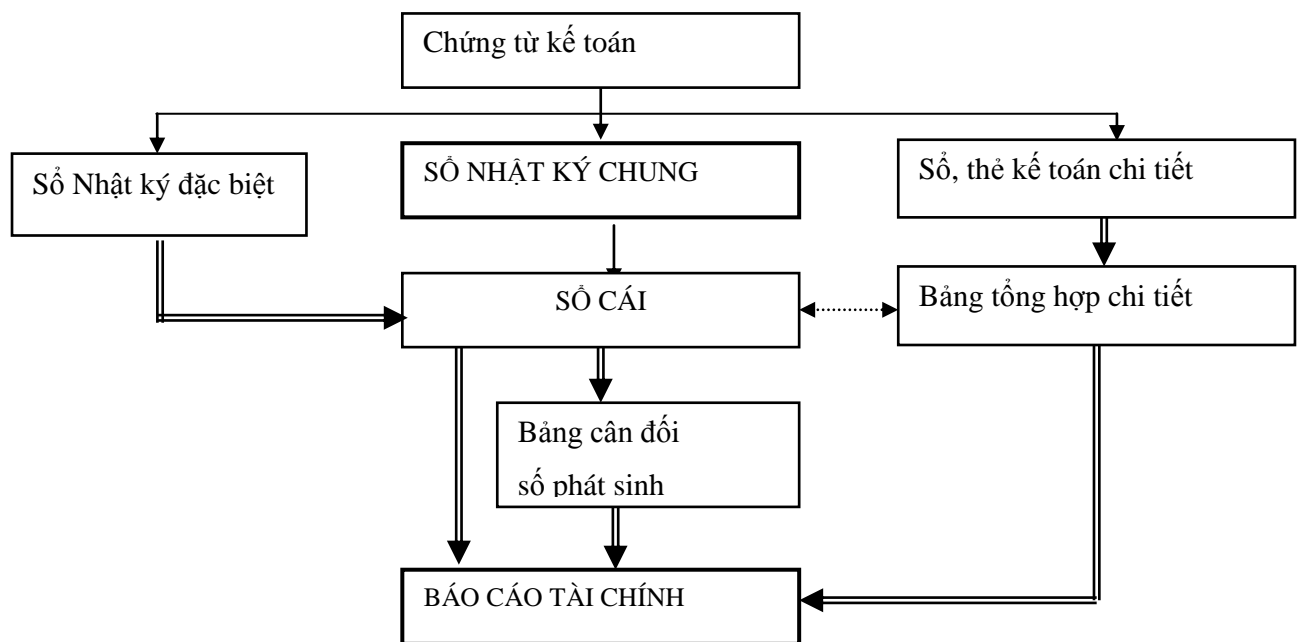 Chứng từ kế toán
Sổ Nhật ký đặc biệt
SỔ NHẬT KÝ CHUNG
Sổ, thẻ kế toán chi tiết
SỔ CÁI
Bảng tổng hợp chi tiết
Bảng cân đối
số phát sinh
BÁO CÁO TÀI CHÍNH